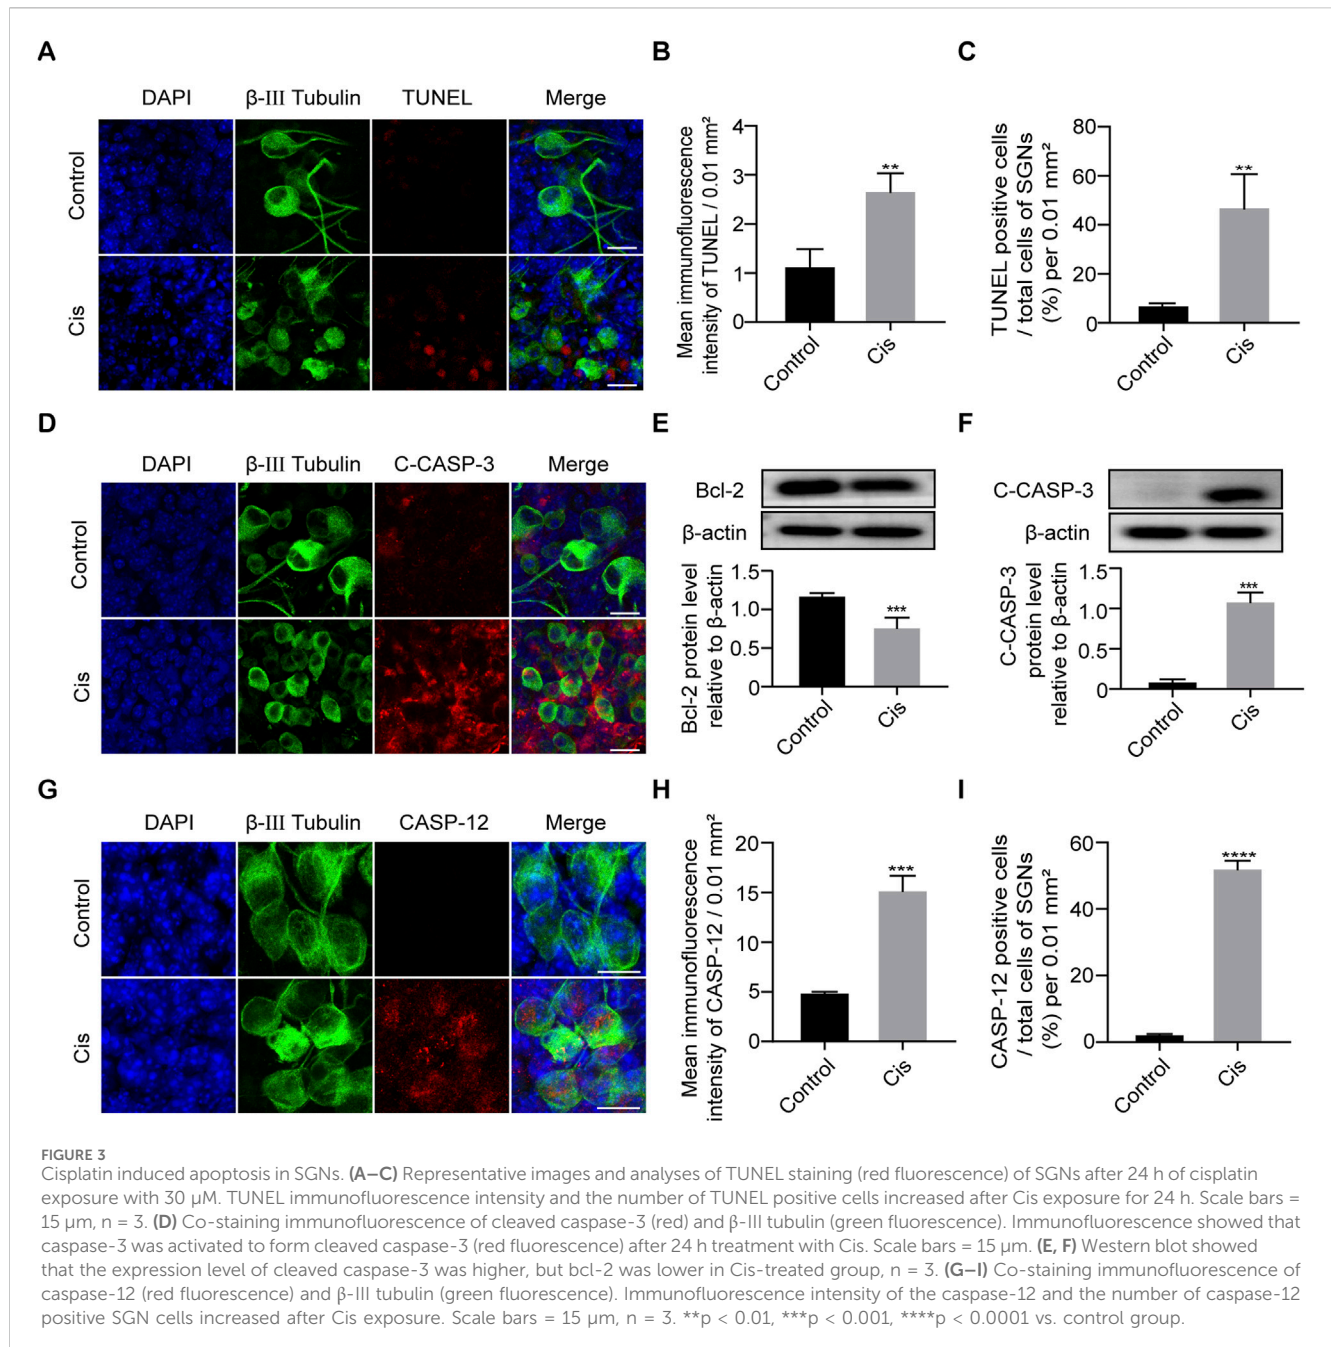 A
DAPI
β-III Tubulin
TUNEL
Merge
Control
Cis
B
Mean immunofluorescence
intensity of TUNEL / 0.01 mm²
4
3
2
1
0
**
Control
Cis
C
TUNEL positive cells
/ total cells of SGNs
(%) per 0.01 mm²
80
60
40
20
0
**
Control
Cis
D
DAPI
β-III Tubulin
C-CASP-3
Merge
Control
Cis
E
Bcl-2
β-actin
Bcl-2 protein level
relative to β-actin
1.5
1.0
0.5
0
***
Control
Cis
F
C-CASP-3
β-actin
C-CASP-3
protein level
relative to β-actin
1.5
1.0
0.5
0
***
Control
Cis
G
DAPI
β-III Tubulin
CASP-12
Merge
Control
Cis
H
Mean immunofluorescence
intensity of CASP-12 / 0.01 mm²
20
15
10
5
0
***
Control
Cis
I
CASP-12 positive cells
/ total cells of SGNs
(%) per 0.01 mm²
60
40
20
0
****
Control
Cis
FIGURE 3
Cisplatin induced apoptosis in SGNs. (A–C) Representative images and analyses of TUNEL staining (red fluorescence) of SGNs after 24 h of cisplatin
exposure with 30 µM. TUNEL immunofluorescence intensity and the number of TUNEL positive cells increased after Cis exposure for 24 h. Scale bars =
15 µm, n = 3. (D) Co-staining immunofluorescence of cleaved caspase-3 (red) and β-III tubulin (green fluorescence). Immunofluorescence showed that
caspase-3 was activated to form cleaved caspase-3 (red fluorescence) after 24 h treatment with Cis. Scale bars = 15 µm. (E, F) Western blot showed
that the expression level of cleaved caspase-3 was higher, but bcl-2 was lower in Cis-treated group, n = 3. (G–I) Co-staining immunofluorescence of
caspase-12 (red fluorescence) and β-III tubulin (green fluorescence). Immunofluorescence intensity of the caspase-12 and the number of caspase-12
positive SGN cells increased after Cis exposure. Scale bars = 15 µm, n = 3. **p < 0.01, ***p < 0.001, ****p < 0.0001 vs. control group.